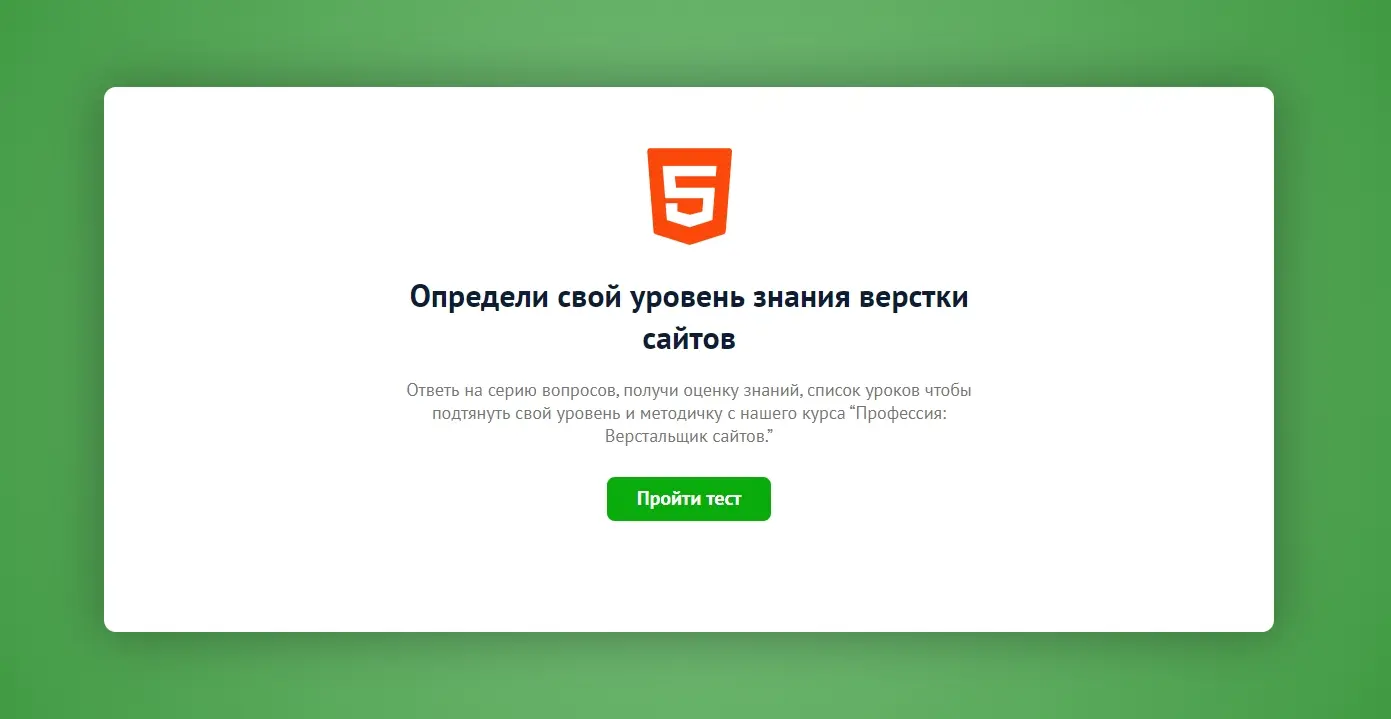 5
Определи свой уровень знания верстки
сайтов
Ответь на серию вопросов, получи оценку знаний, список уроков чтобы
подтянуть свой уровень и методичку с нашего курса “Профессия:
Верстальщик сайтов.”
Пройти тест